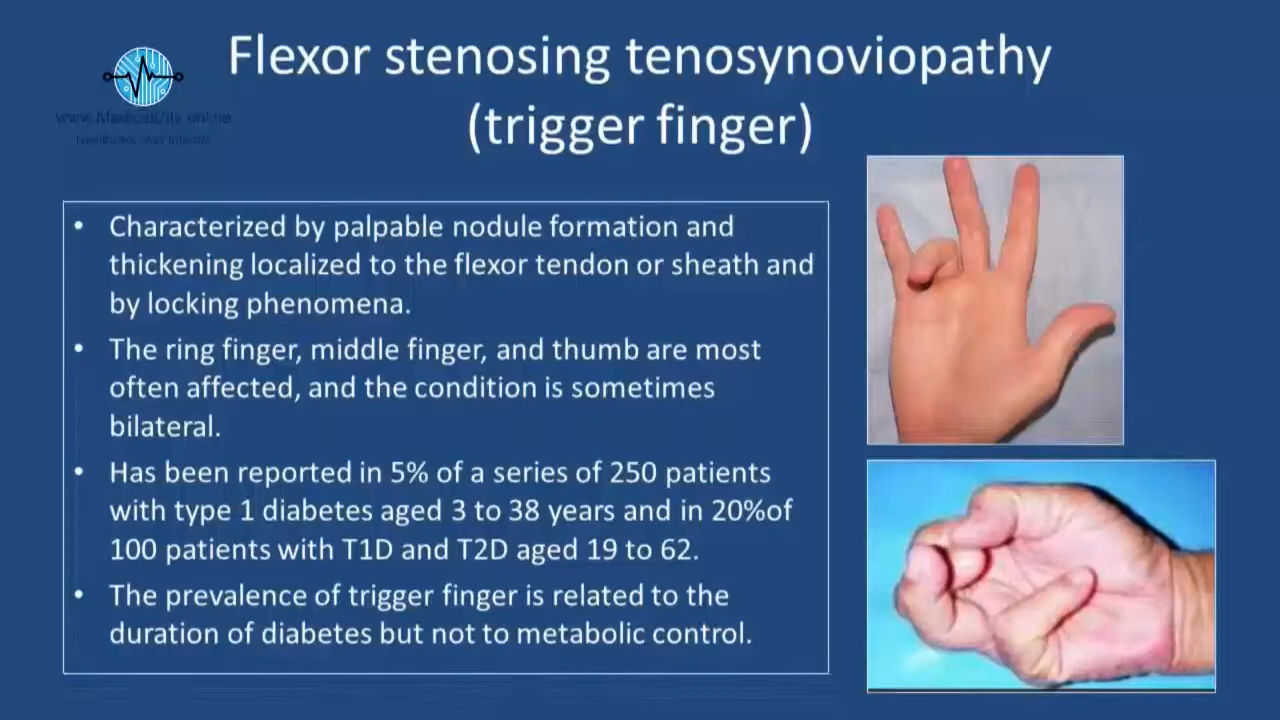 Flexor stenosing tenosynoviopathy
(trigger finger)
www.MedicalCity.online
• Characterized by palpable nodule formation and
thickening localized to the flexor tendon or sheath and
by locking phenomena.
• The ring finger, middle finger, and thumb are most
often affected, and the condition is sometimes
bilateral.
• Has been reported in 5% of a series of 250 patients
with type 1 diabetes aged 3 to 38 years and in 20%of
100 patients with T1D and T2D aged 19 to 62.
• The prevalence of trigger finger is related to the
duration of diabetes but not to metabolic control.